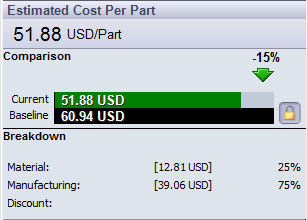 Estimated Cost Per Part
51.88 USD/Part
Comparison -15%
Current 51.88 USD
Baseline 60.94 USD
Breakdown
Material: [12.81 USD] 25%
Manufacturing: [39.06 USD] 75%
Discount: